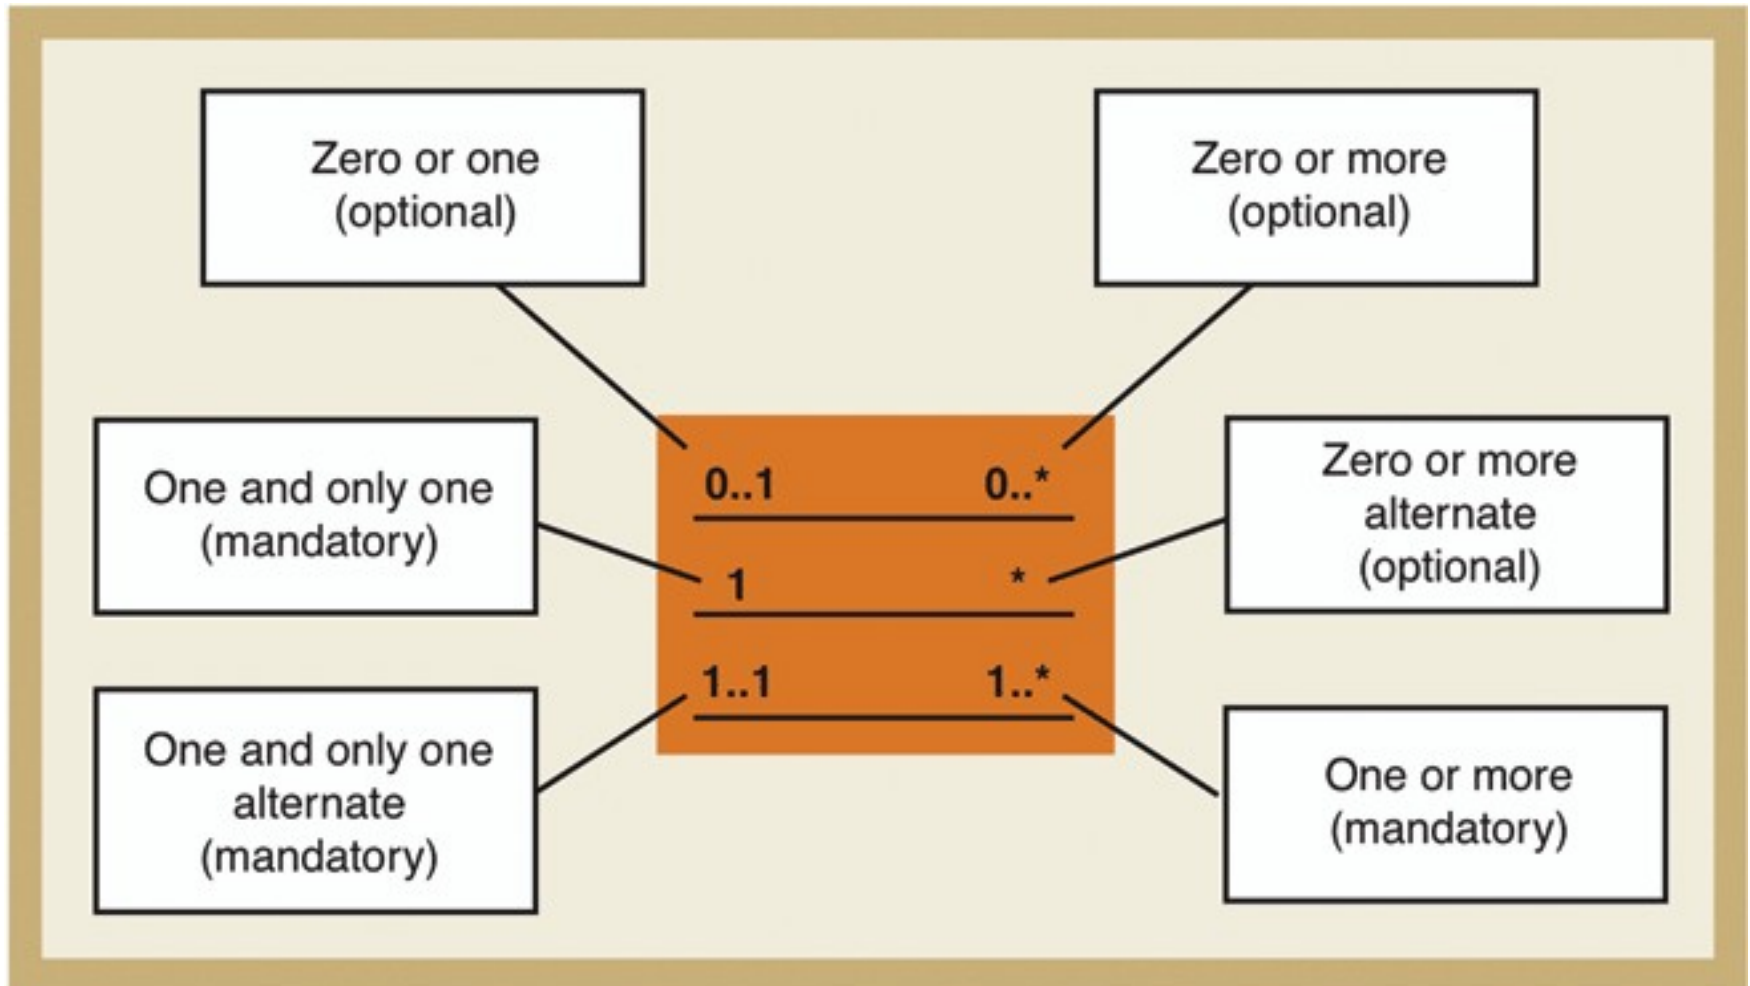 Zero or one
(optional)
Zero or more
(optional)
One and only one
(mandatory)
Zero or more
alternate
(optional)
0..1 0..*
1 *
1..1 1..*
One and only one
alternate
(mandatory)
One or more
(mandatory)